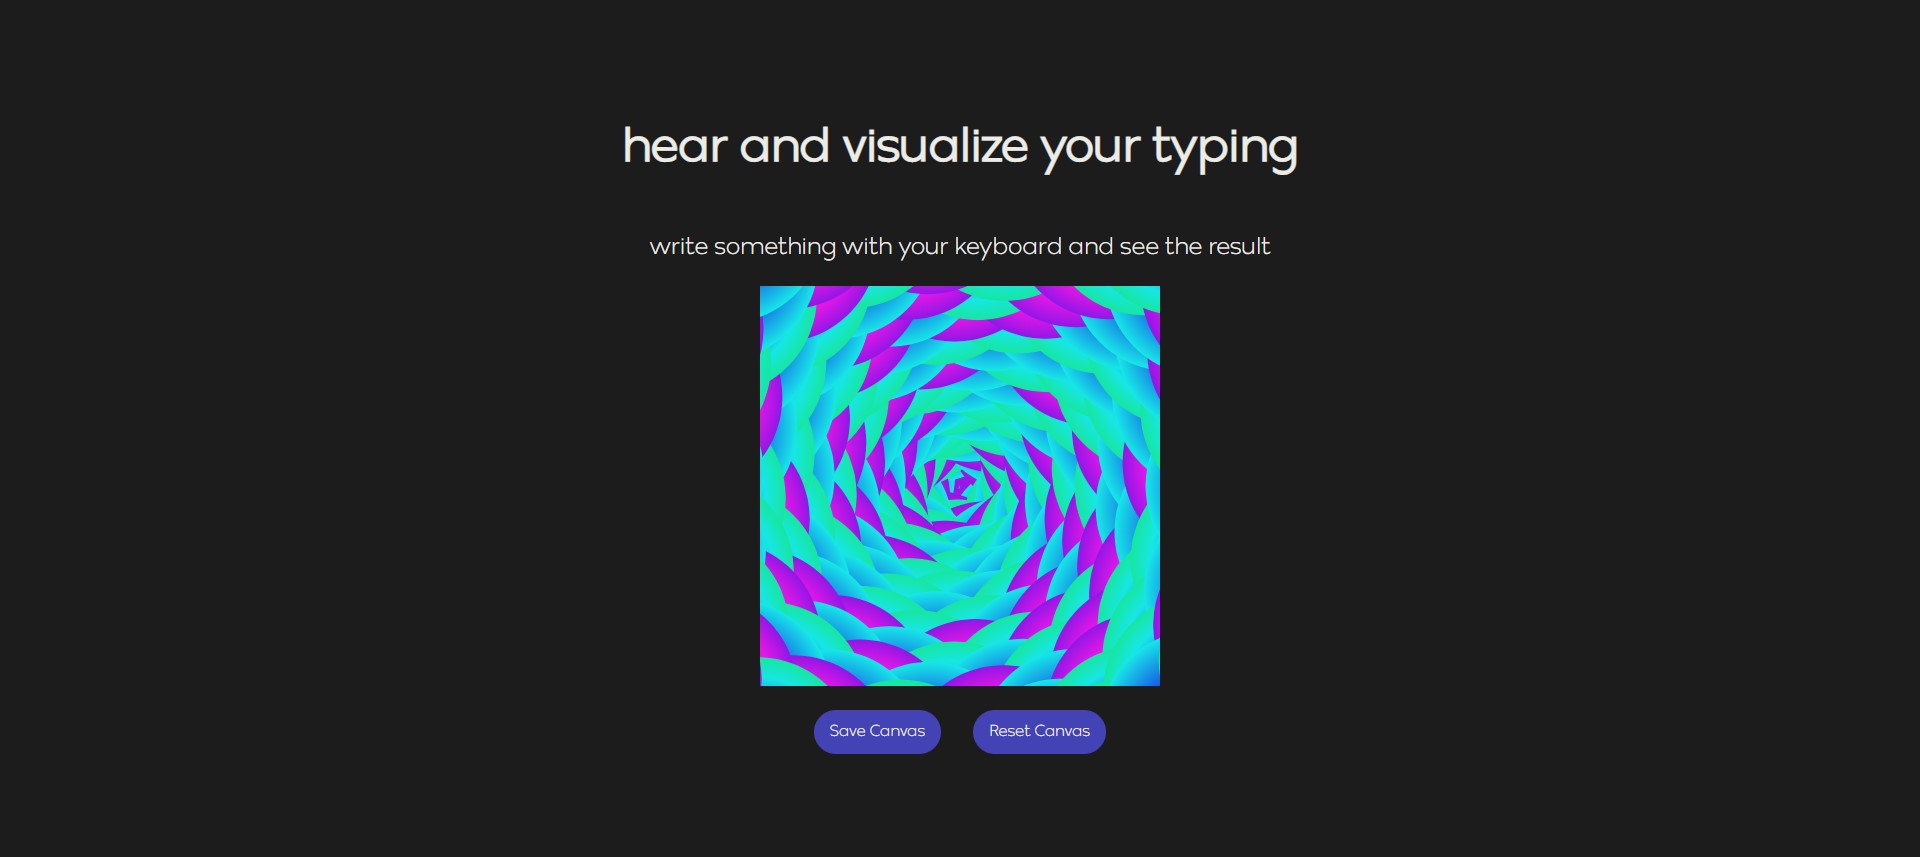 hear and visualize your typing
write something with your keyboard and see the result
Save Canvas
Reset Canvas